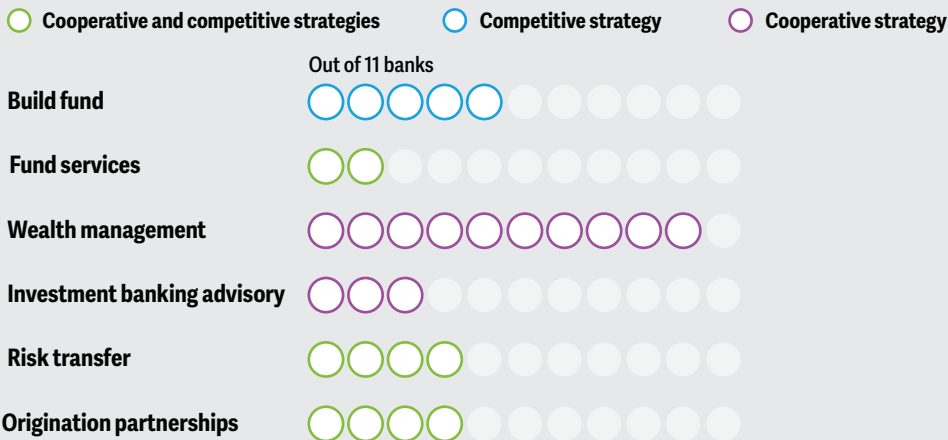 Cooperative and competitive strategies
Competitive strategy
Cooperative strategy
Out of 11 banks
Build fund
Fund services
Wealth management
Investment banking advisory
Risk transfer
Origination partnerships